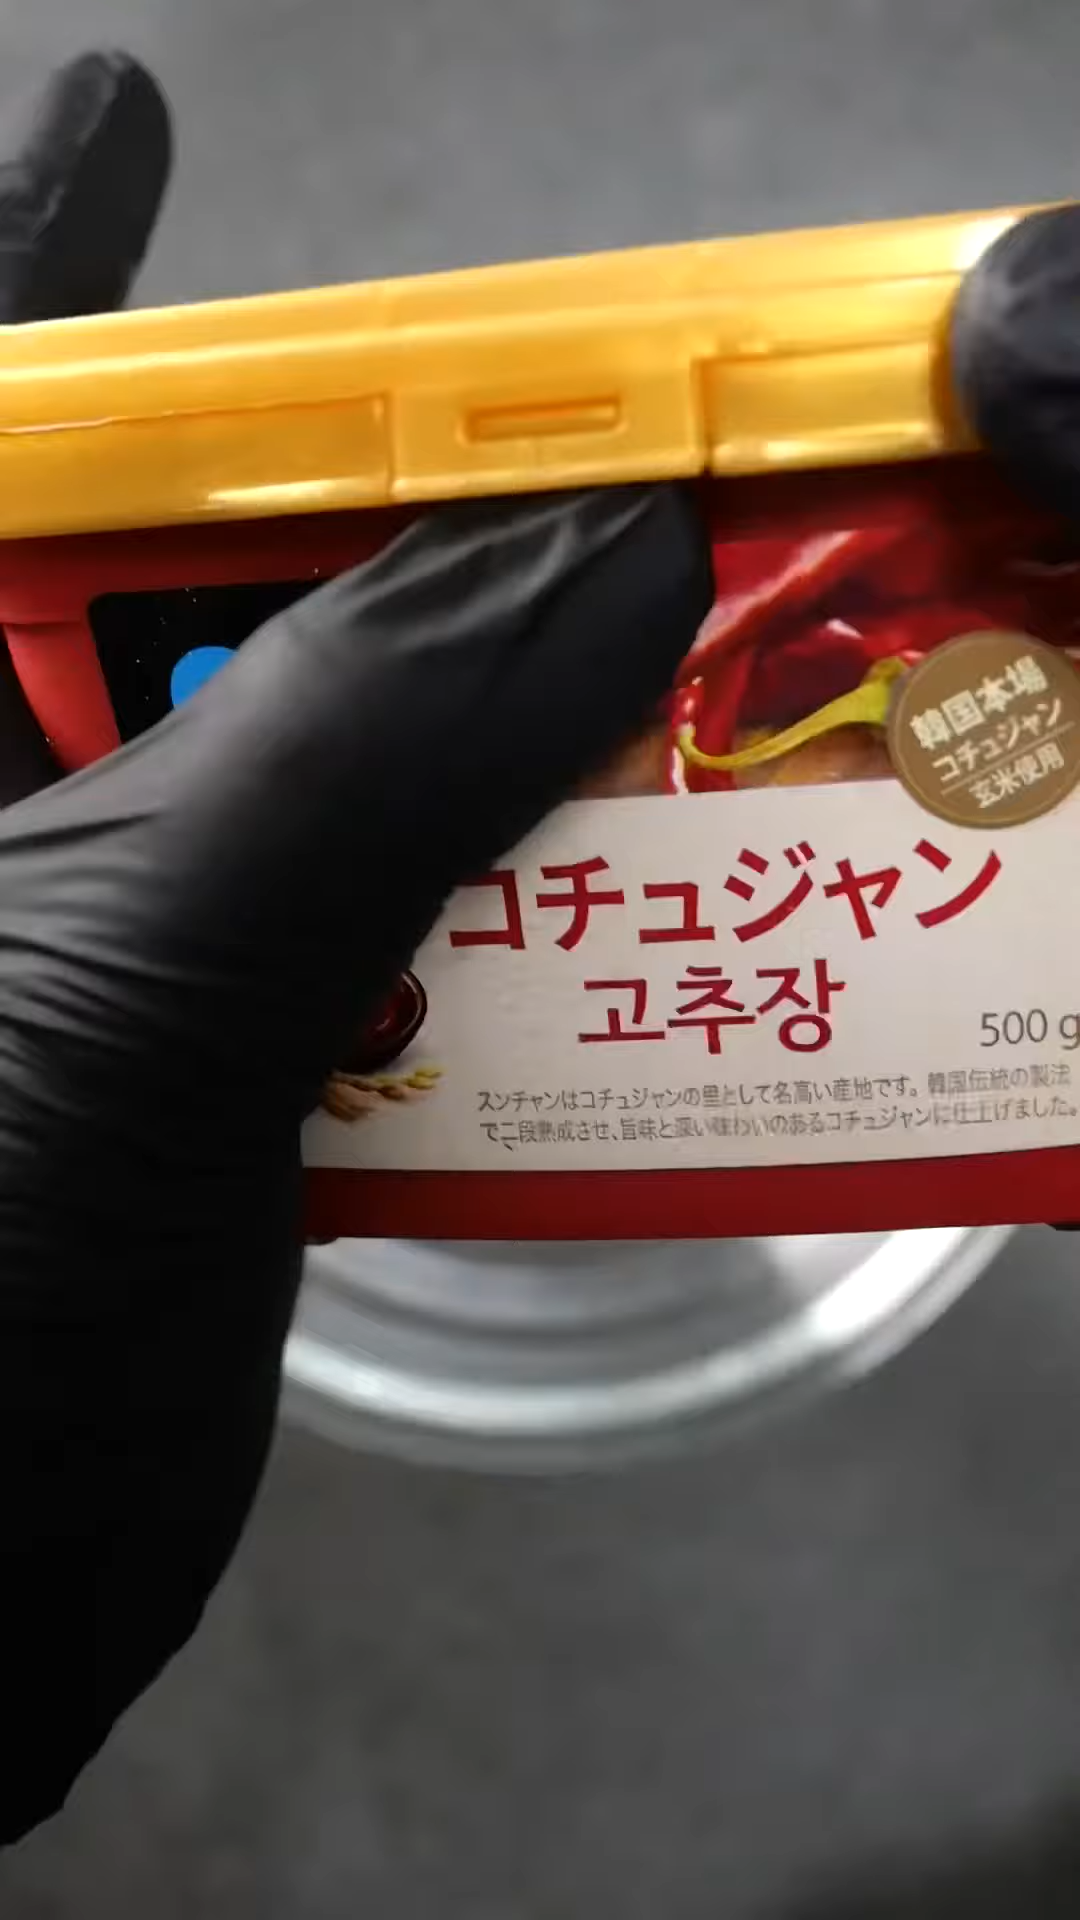 韓国本場
コチュジャン
玄米使用
コチュジャン
고추장
500 g
スンチャンはコチュジャンの里として名高い産地です。韓国伝統の製法
で二段熟成させ、旨味と深い味わいのあるコチュジャンに仕上げました。